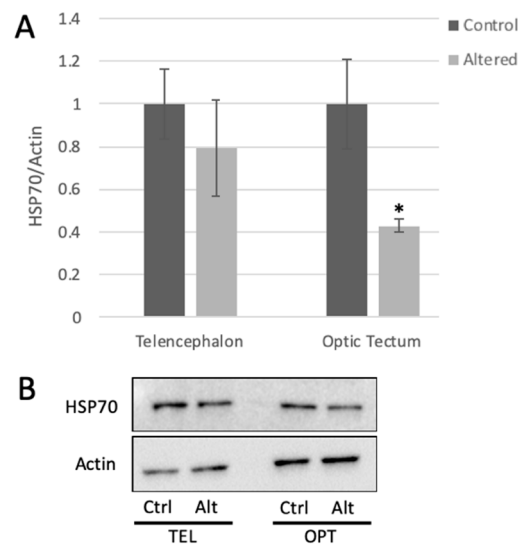 A
1.4
1.2
1
0.8
0.6
0.4
0.2
0
HSP70/Actin
Control
Altered
*
Telencephalon Optic Tectum
B
HSP70
Actin
Ctrl Alt Ctrl Alt
TEL OPT